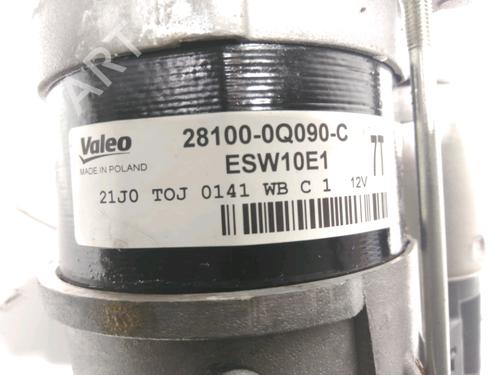 Valeo
MADE IN POLAND
28100-0Q090-C
ESW10E1
7T
21J0 TOJ 0141 WB C 1 12V